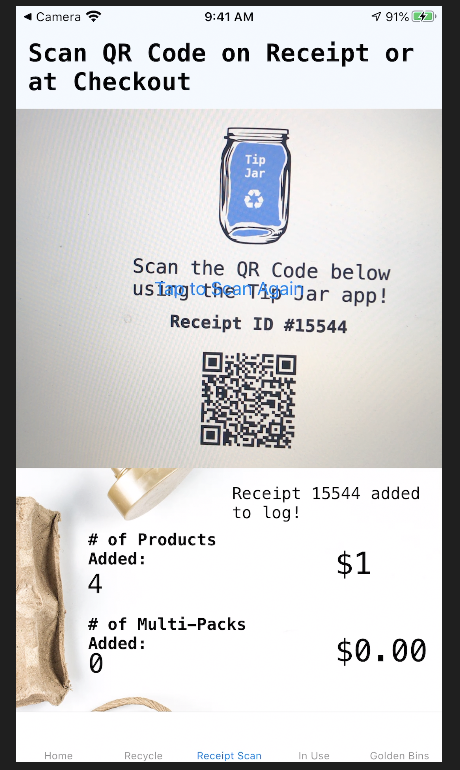 Camera 9:41 AM 91%
Scan QR Code on Receipt or
at Checkout
Tip
Jar
Scan the QR Code below
using the Tip Jar app!
Tap to Scan Again
Receipt ID #15544
Receipt 15544 added
to log!
# of Products
Added:
4
$1
# of Multi-Packs
Added:
0
$0.00
Home Recycle Receipt Scan In Use Golden Bins